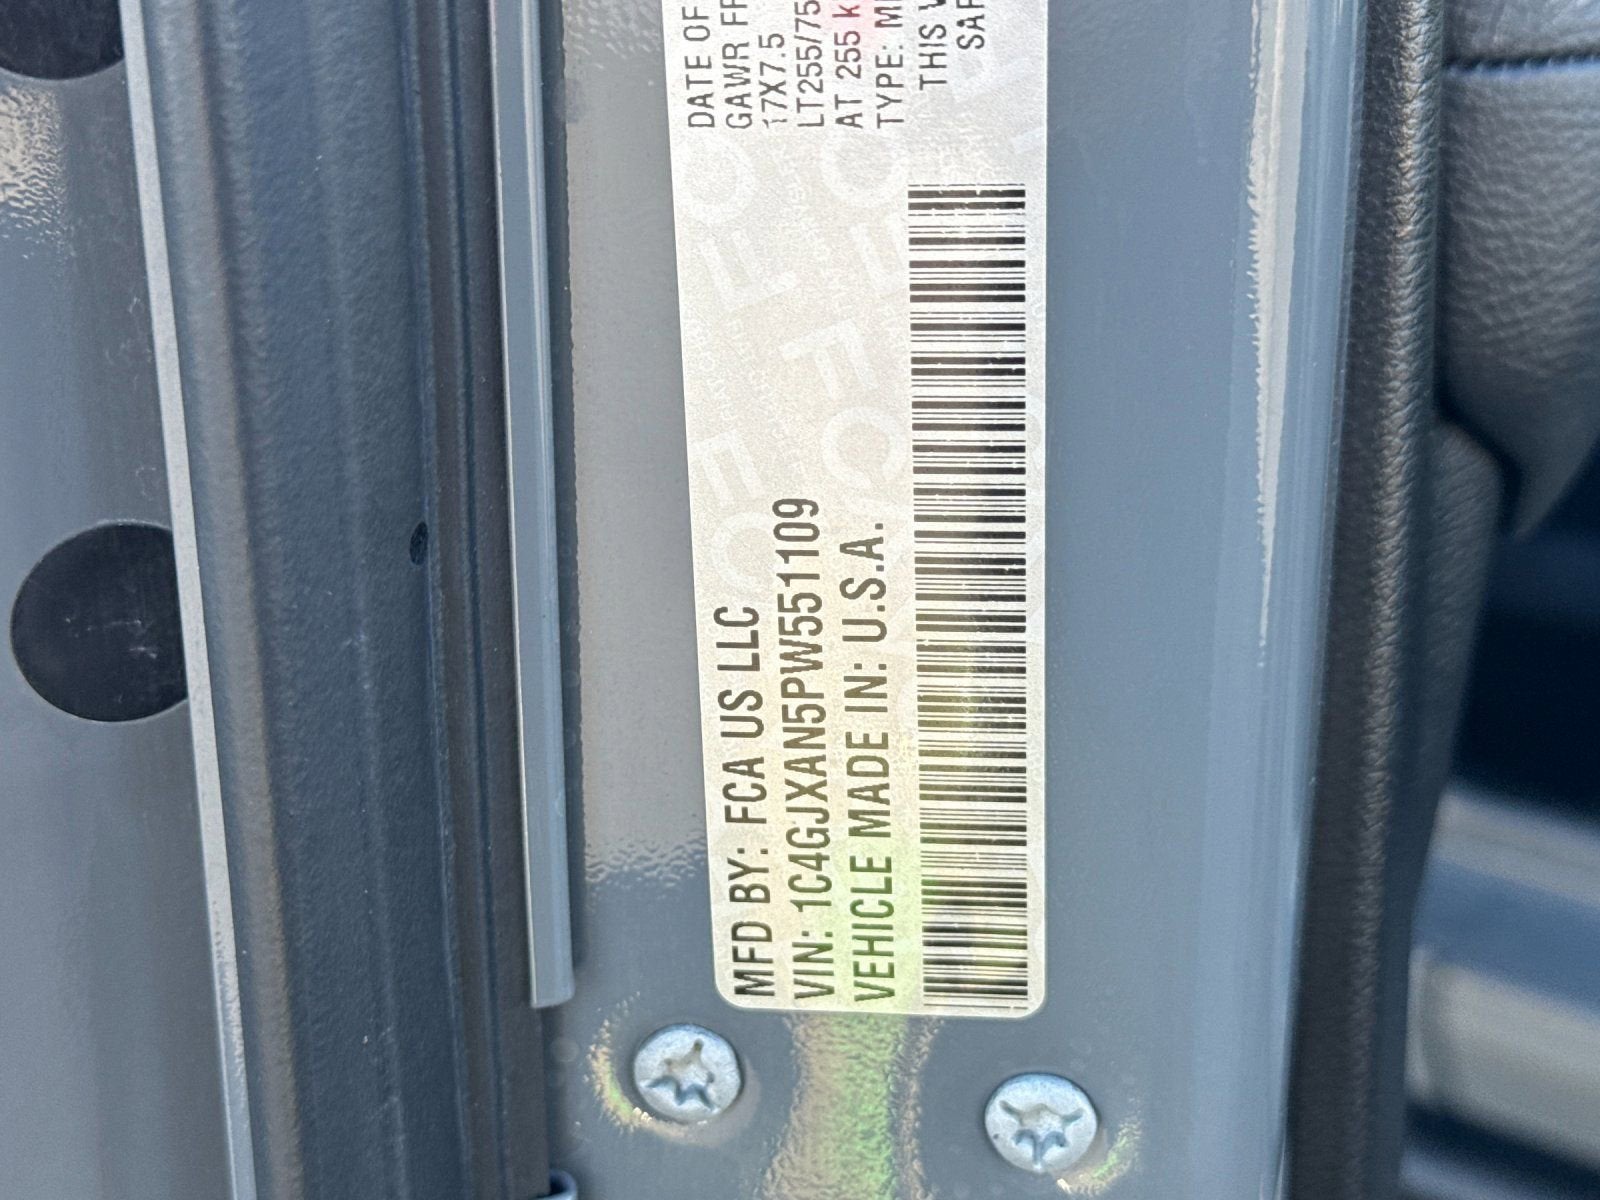 MFD BY: FCA US LLC
VIN: 1C4GJXAN5PW551109
VEHICLE MADE IN: U.S.A.
DATE OF
GAWR FR
17X7.5
LT255/75
AT 255 k
TYPE: M
THIS V
SAF